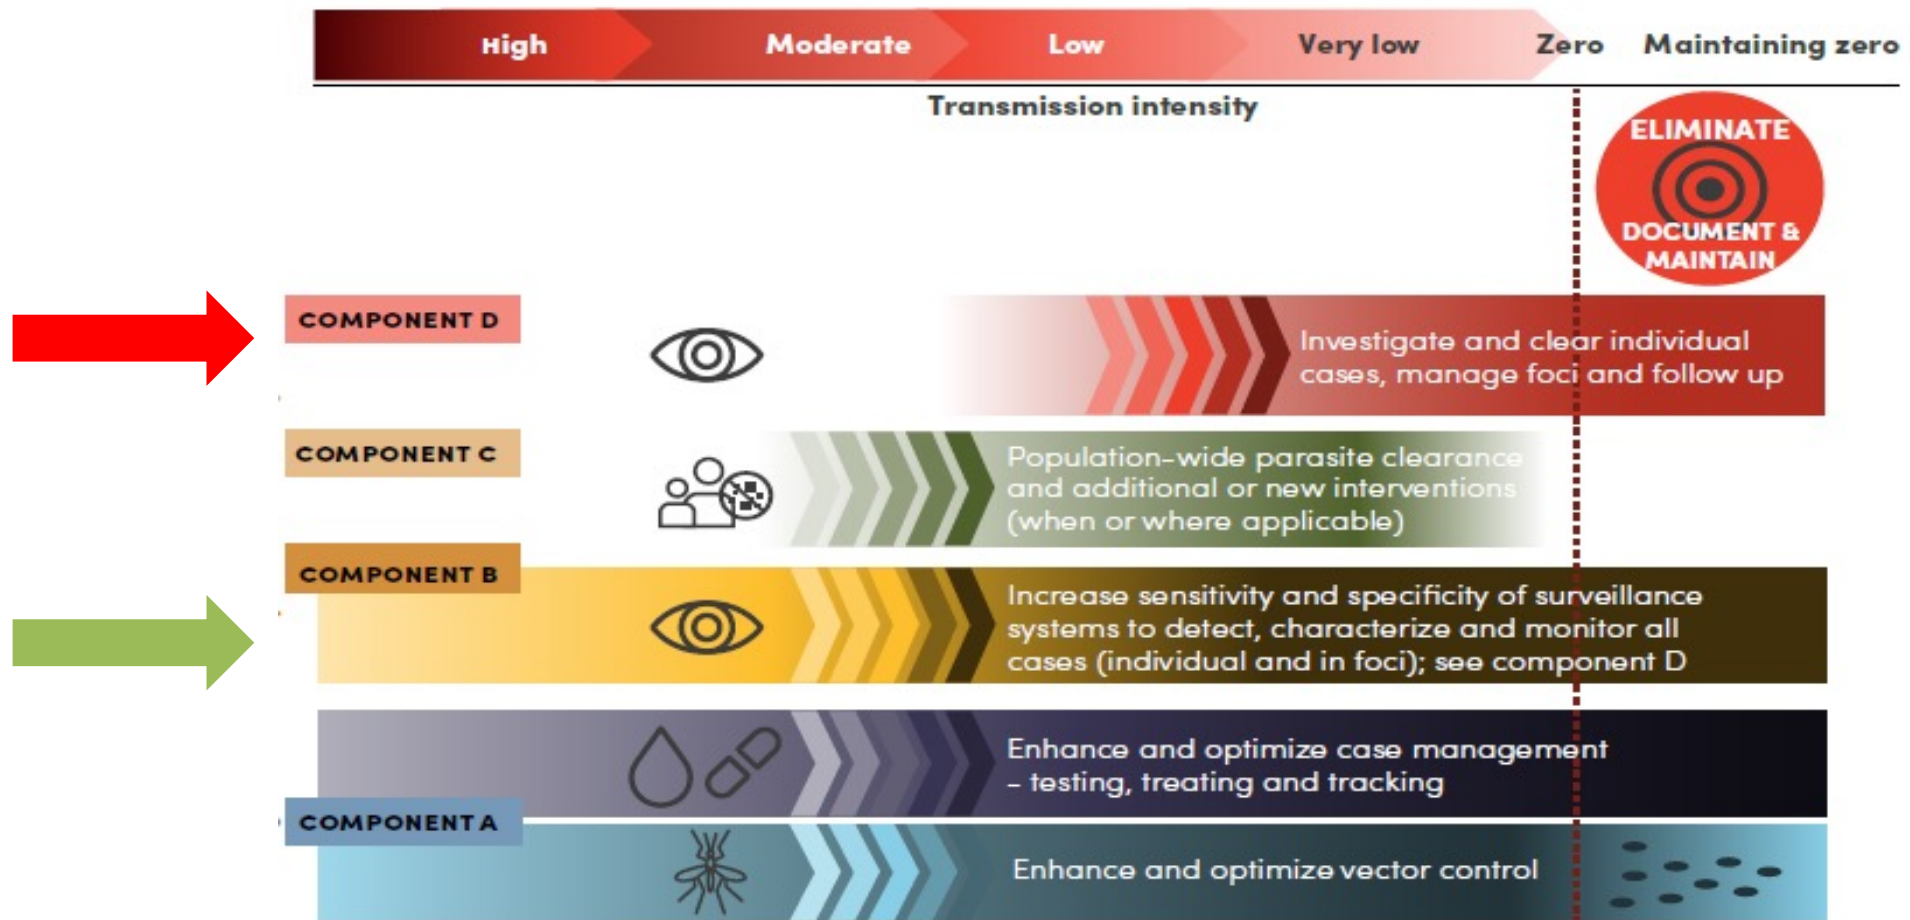 High Moderate Low Very low Zero Maintaining zero
Transmission intensity
ELIMINATE
DOCUMENT &
MAINTAIN
COMPONENT D
Investigate and clear individual
cases, manage foci and follow up
COMPONENT C
Population-wide parasite clearance
and additional or new interventions
(when or where applicable)
COMPONENT B
Increase sensitivity and specificity of surveillance
systems to detect, characterize and monitor all
cases (individual and in foci); see component D
Enhance and optimize case management
- testing, treating and tracking
COMPONENT A
Enhance and optimize vector control